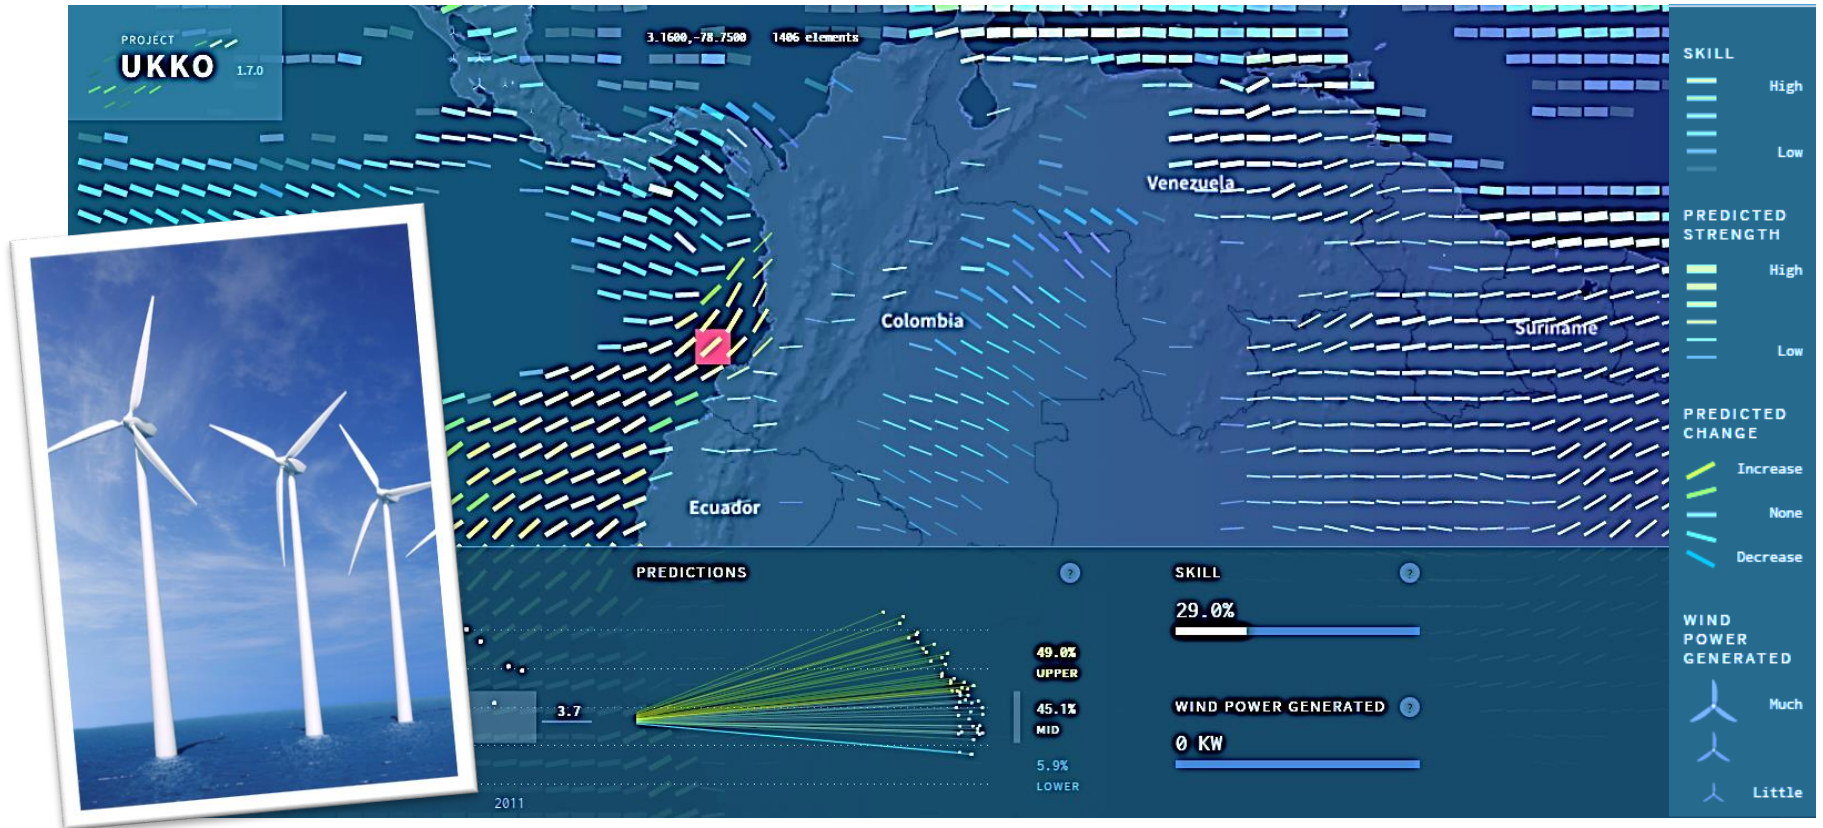 PROJECT
UKKO 1.7.0
3.1600,-78.7500 1406 elements
Venezuela
Colombia
Suriname
Ecuador
SKILL
High
Low
PREDICTED
STRENGTH
High
Low
PREDICTED
CHANGE
Increase
None
Decrease
WIND
POWER
GENERATED
Much
Little
PREDICTIONS ?
3.7
49.0%
UPPER
45.1%
MID
5.9%
LOWER
2011
SKILL ?
29.0%
WIND POWER GENERATED ?
0 KW